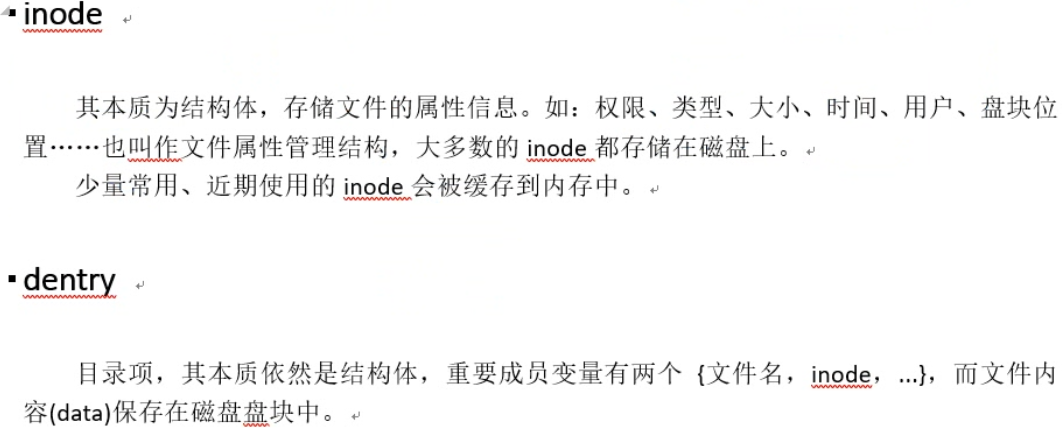 inode
其本质为结构体，存储文件的属性信息。如：权限、类型、大小、时间、用户、盘块位
置……也叫作文件属性管理结构，大多数的 inode 都存储在磁盘上。
少量常用、近期使用的 inode 会被缓存到内存中。
dentry
目录项，其本质依然是结构体，重要成员变量有两个 {文件名，inode，...}，而文件内
容(data)保存在磁盘盘块中。